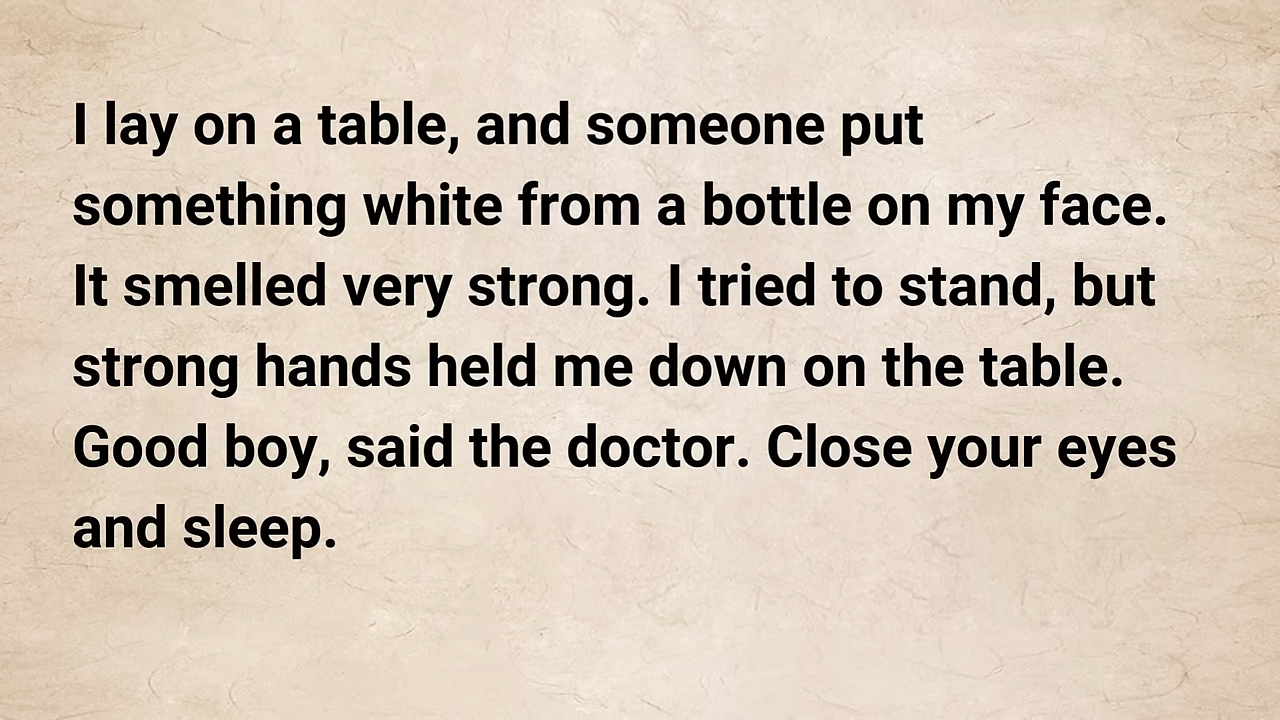 I lay on a table, and someone put
something white from a bottle on my face.
It smelled very strong. I tried to stand, but
strong hands held me down on the table.
Good boy, said the doctor. Close your eyes
and sleep.